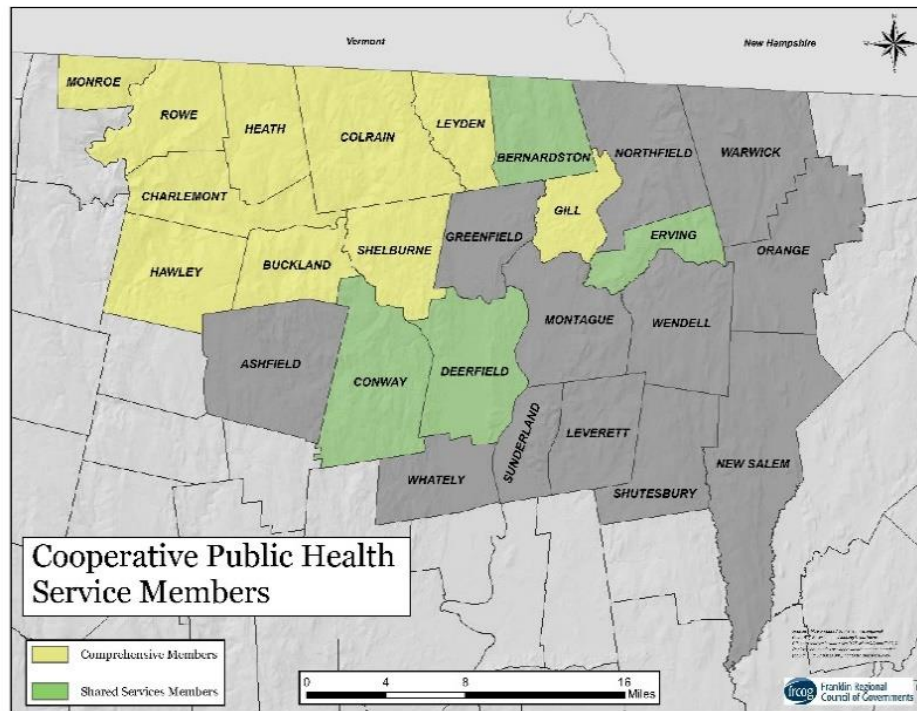 Vermont
New Hampshire
MONROE
ROWE
HEATH
COLRAIN
LEYDEN
BERNARDSTON
NORTHFIELD
WARWICK
CHARLEMONT
GILL
SHELBURNE
GREENFIELD
ERVING
ORANGE
HAWLEY
BUCKLAND
MONTAGUE
WENDELL
ASHFIELD
CONWAY
DEERFIELD
SUNDERLAND
LEVERETT
WHATELY
NEW SALEM
SHUTESBURY
Cooperative Public Health
Service Members
Comprehensive Members
Shared Services Members
0 4 8 16
Miles
frcog
Franklin Regional
Council of Governments